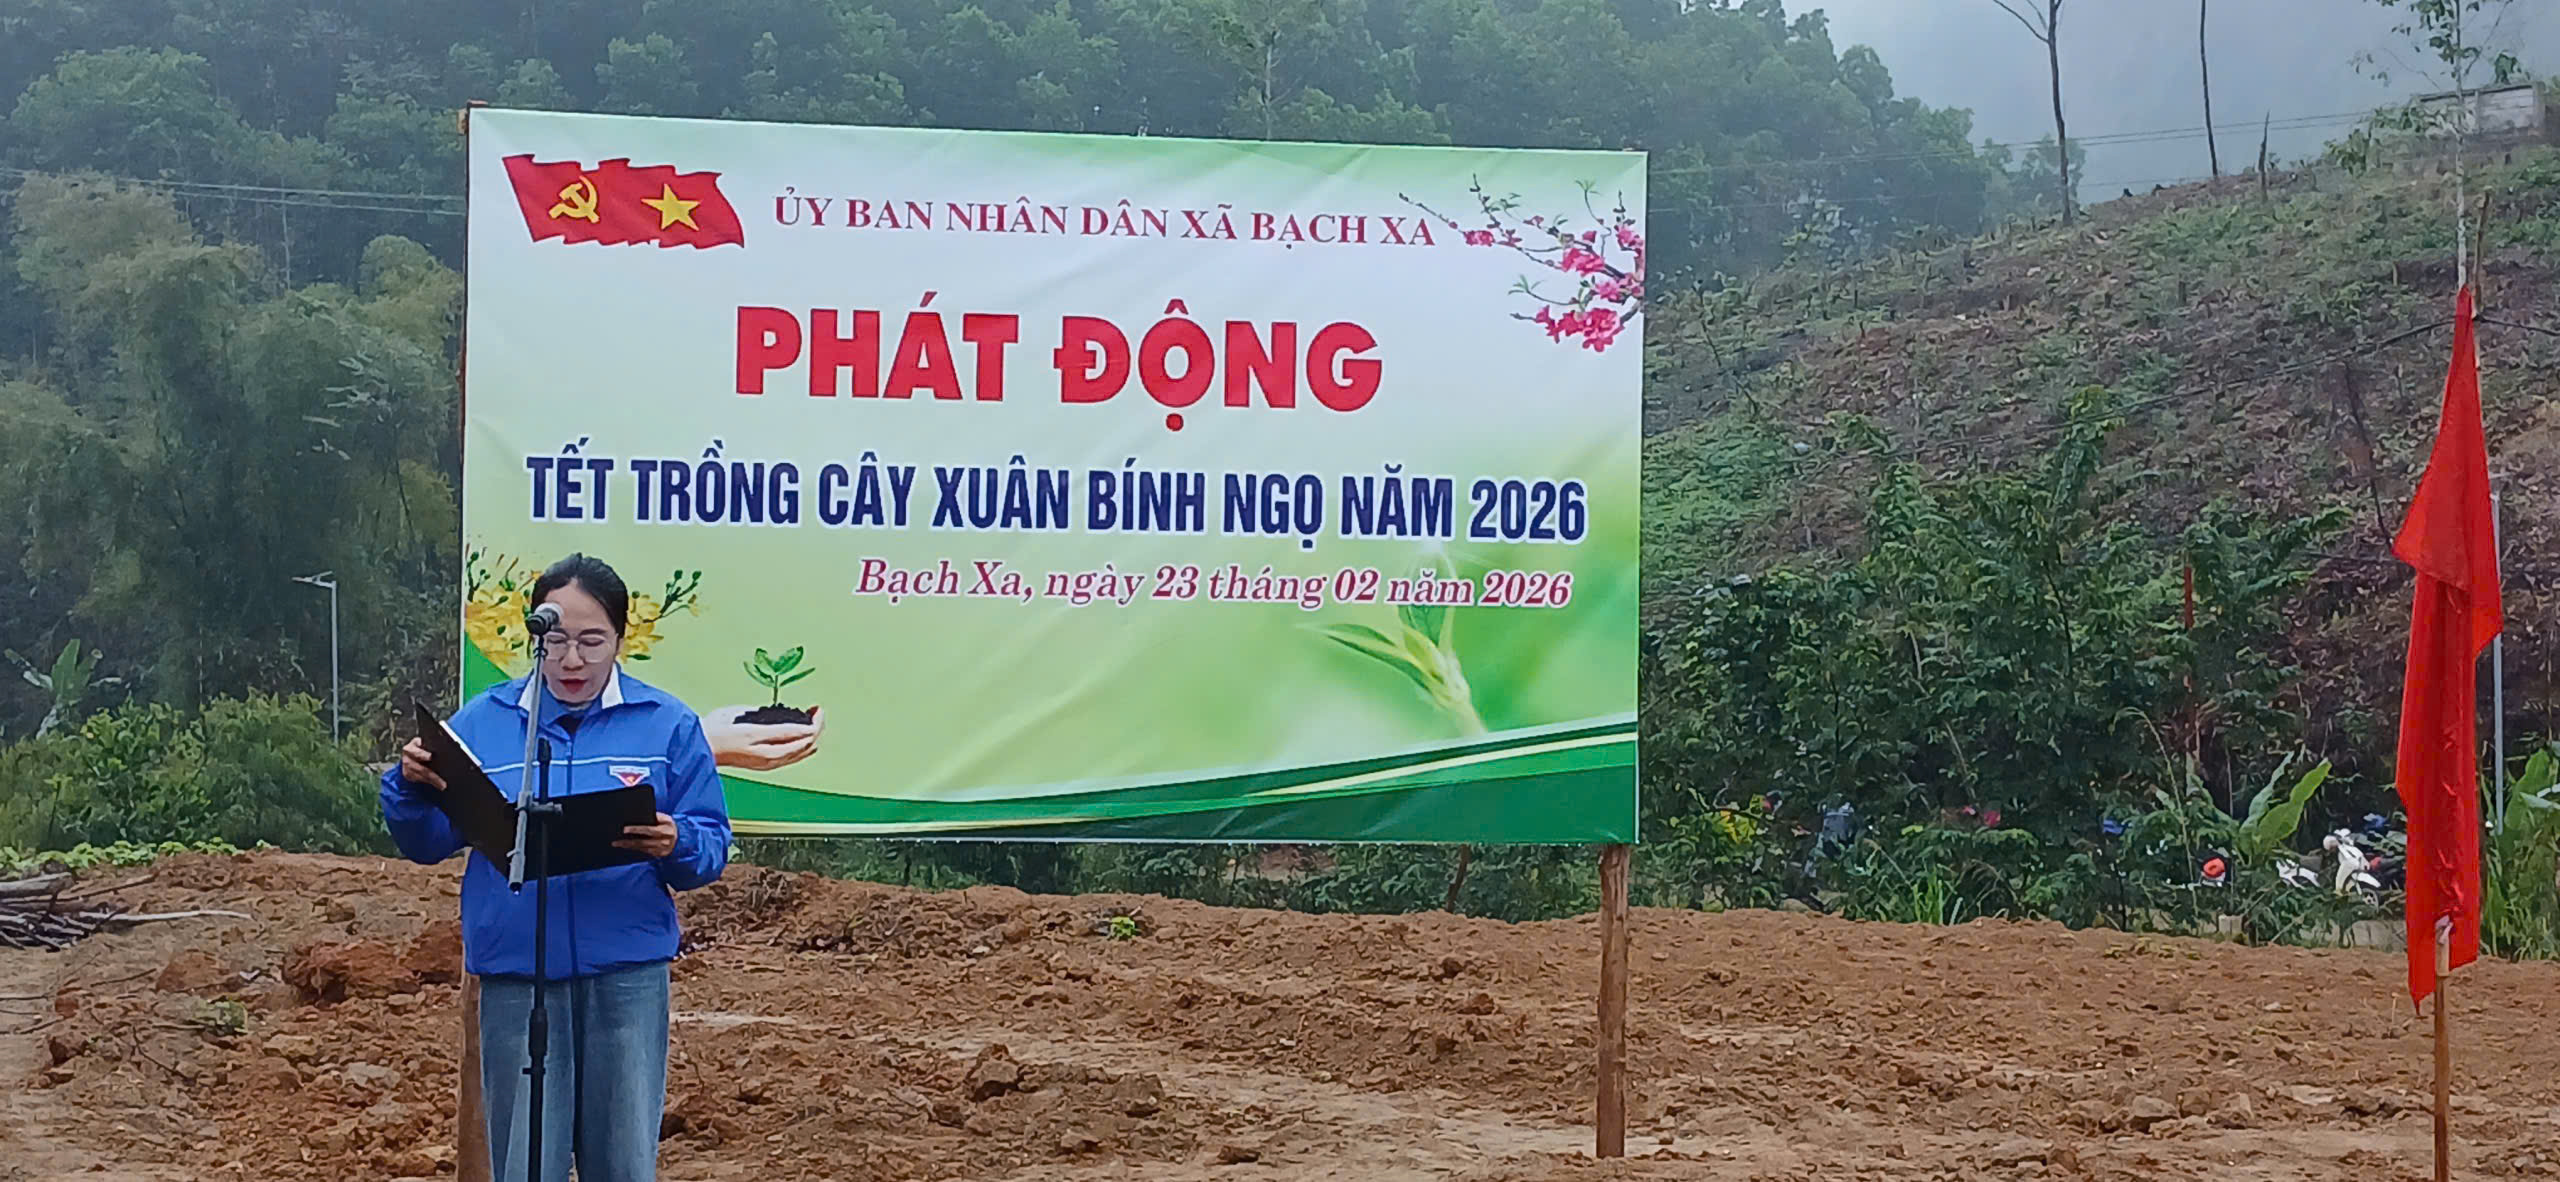 ỦY BAN NHÂN DÂN XÃ BẠCH XA
PHÁT ĐỘNG
TẾT TRỒNG CÂY XUÂN BÍNH NGỌ NĂM 2026
Bạch Xa, ngày 23 tháng 02 năm 2026